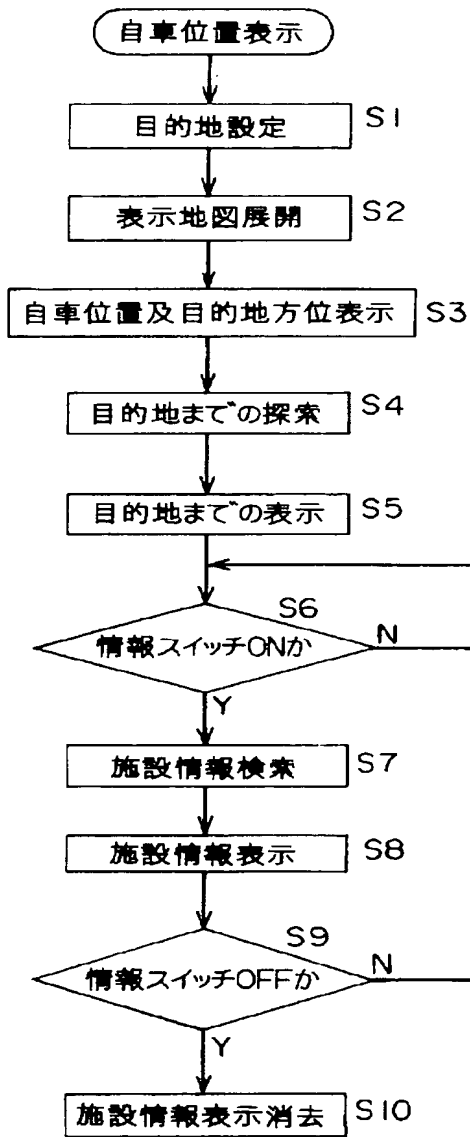 自車位置表示
目的地設定 S1
表示地図展開 S2
自車位置及目的地方位表示 S3
目的地までの探索 S4
目的地までの表示 S5
S6
情報スイッチONか N
Y
施設情報検索 S7
施設情報表示 S8
S9
情報スイッチOFFか N
Y
施設情報表示消去 S10